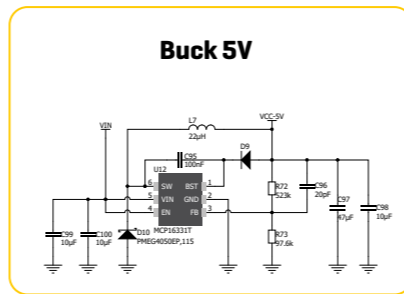 Buck 5V
L7
22µH
VCC-5V
VIN
C95
100nF
D9
U12
6 SW BST 1
5 VIN GND 2
4 EN FB 3
MCP16331T
R72
523k
C96
20pF
C97
47µF
C98
10µF
D10
PMEG4050EP,115
R73
97.6k
C99
10µF
C100
10µF